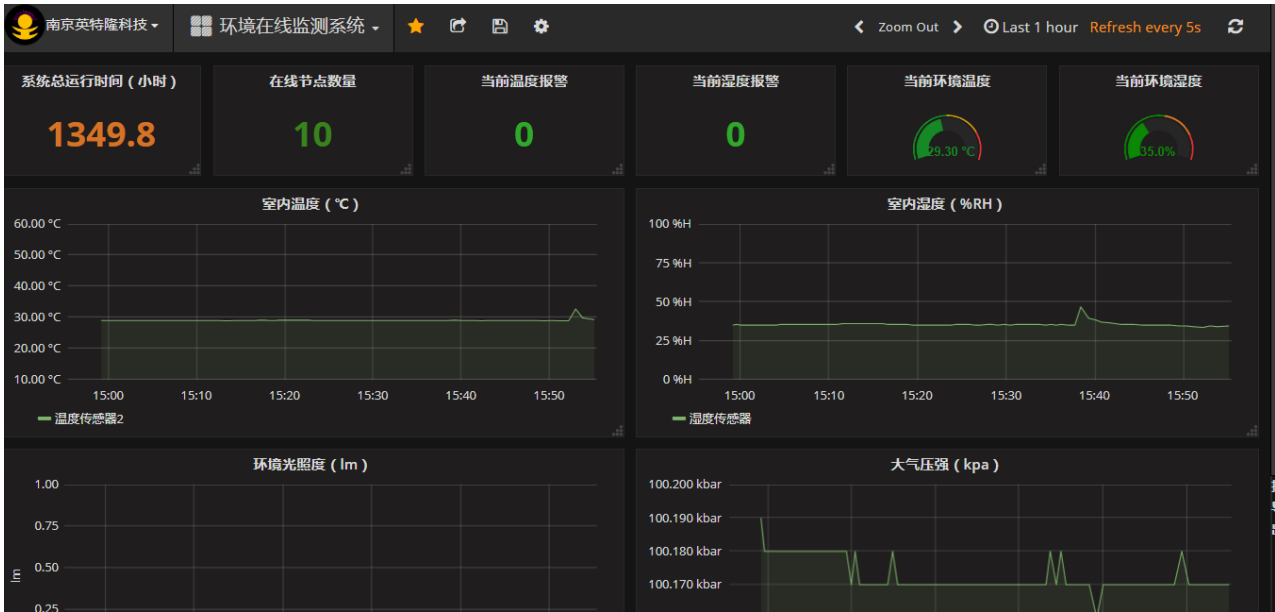 南京英特隆科技
环境在线监测系统
Zoom Out
Last 1 hour
Refresh every 5s
系统总运行时间（小时）
在线节点数量
当前温度报警
当前湿度报警
当前环境温度
当前环境湿度
1349.8
10
0
0
29.30 °C
35.0%
室内温度（℃）
60.00 °C
50.00 °C
40.00 °C
30.00 °C
20.00 °C
10.00 °C
15:00 15:10 15:20 15:30 15:40 15:50
温度传感器2
室内湿度（%RH）
100 %H
75 %H
50 %H
25 %H
0 %H
15:00 15:10 15:20 15:30 15:40 15:50
湿度传感器
环境光照度（lm）
1.00
0.75
0.50
0.25
lm
大气压强（kpa）
100.200 kbar
100.190 kbar
100.180 kbar
100.170 kbar